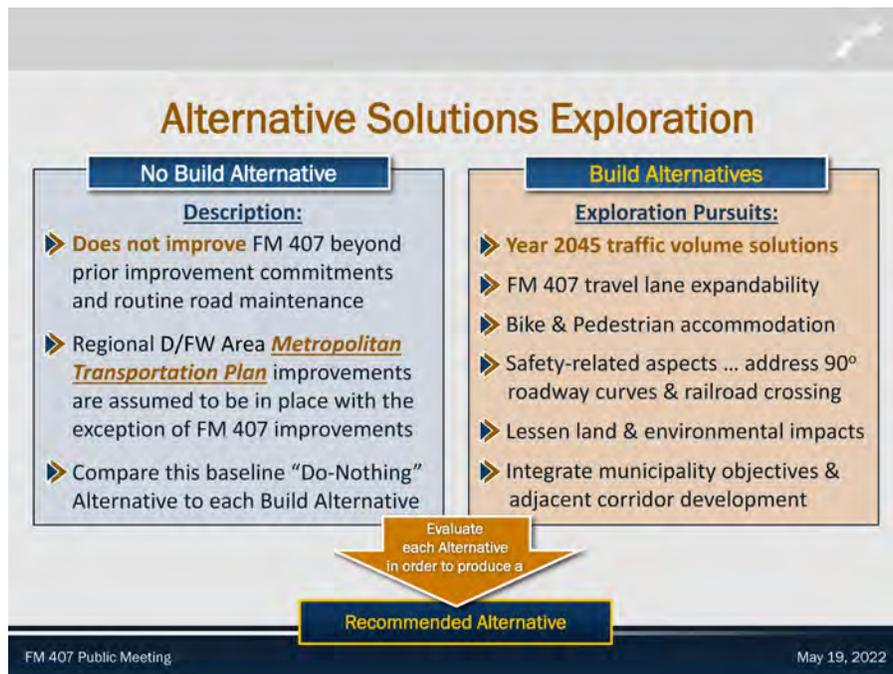 Alternative Solutions Exploration
No Build Alternative
Description:
Does not improve FM 407 beyond
prior improvement commitments
and routine road maintenance
Regional D/FW Area Metropolitan
Transportation Plan improvements
are assumed to be in place with the
exception of FM 407 improvements
Compare this baseline “Do-Nothing”
Alternative to each Build Alternative
Build Alternatives
Exploration Pursuits:
Year 2045 traffic volume solutions
FM 407 travel lane expandability
Bike & Pedestrian accommodation
Safety-related aspects ... address 90º
roadway curves & railroad crossing
Lessen land & environmental impacts
Integrate municipality objectives &
adjacent corridor development
Evaluate
each Alternative
in order to produce a
Recommended Alternative
FM 407 Public Meeting
May 19, 2022